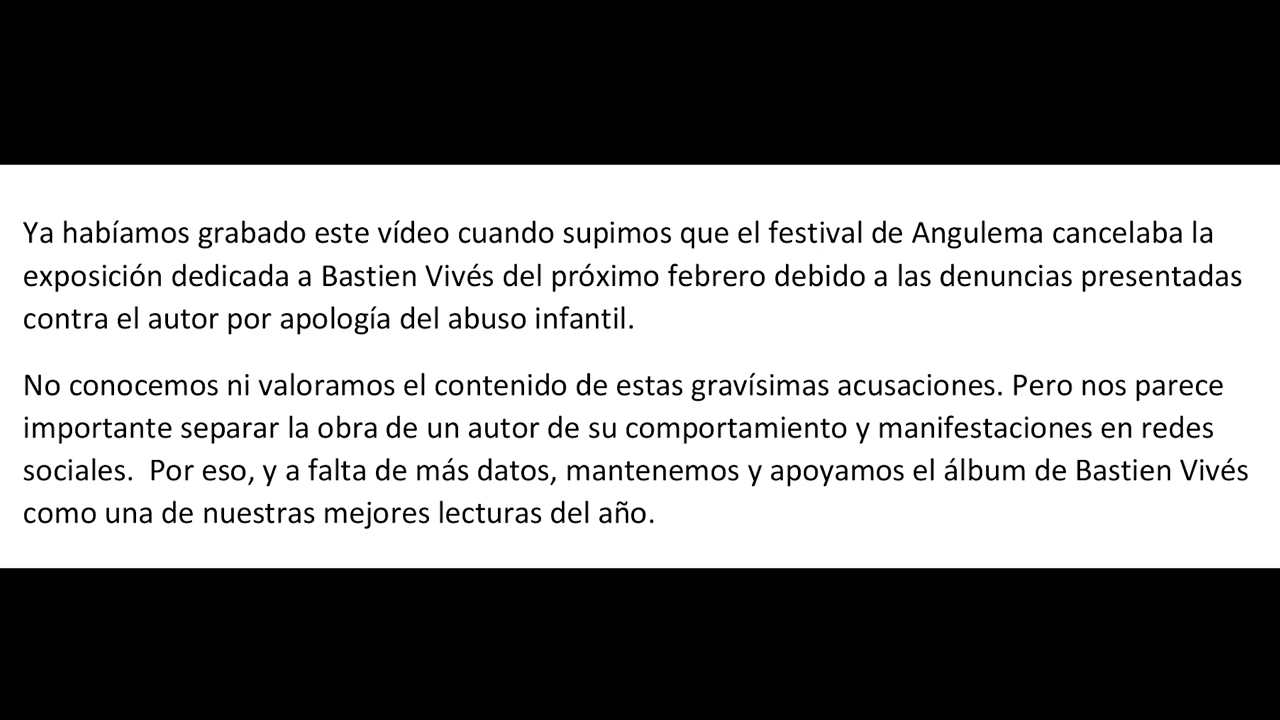 Ya habíamos grabado este vídeo cuando supimos que el festival de Angulema cancelaba la
exposición dedicada a Bastien Vivés del próximo febrero debido a las denuncias presentadas
contra el autor por apología del abuso infantil.
No conocemos ni valoramos el contenido de estas gravísimas acusaciones. Pero nos parece
importante separar la obra de un autor de su comportamiento y manifestaciones en redes
sociales.  Por eso, y a falta de más datos, mantenemos y apoyamos el álbum de Bastien Vivés
como una de nuestras mejores lecturas del año.